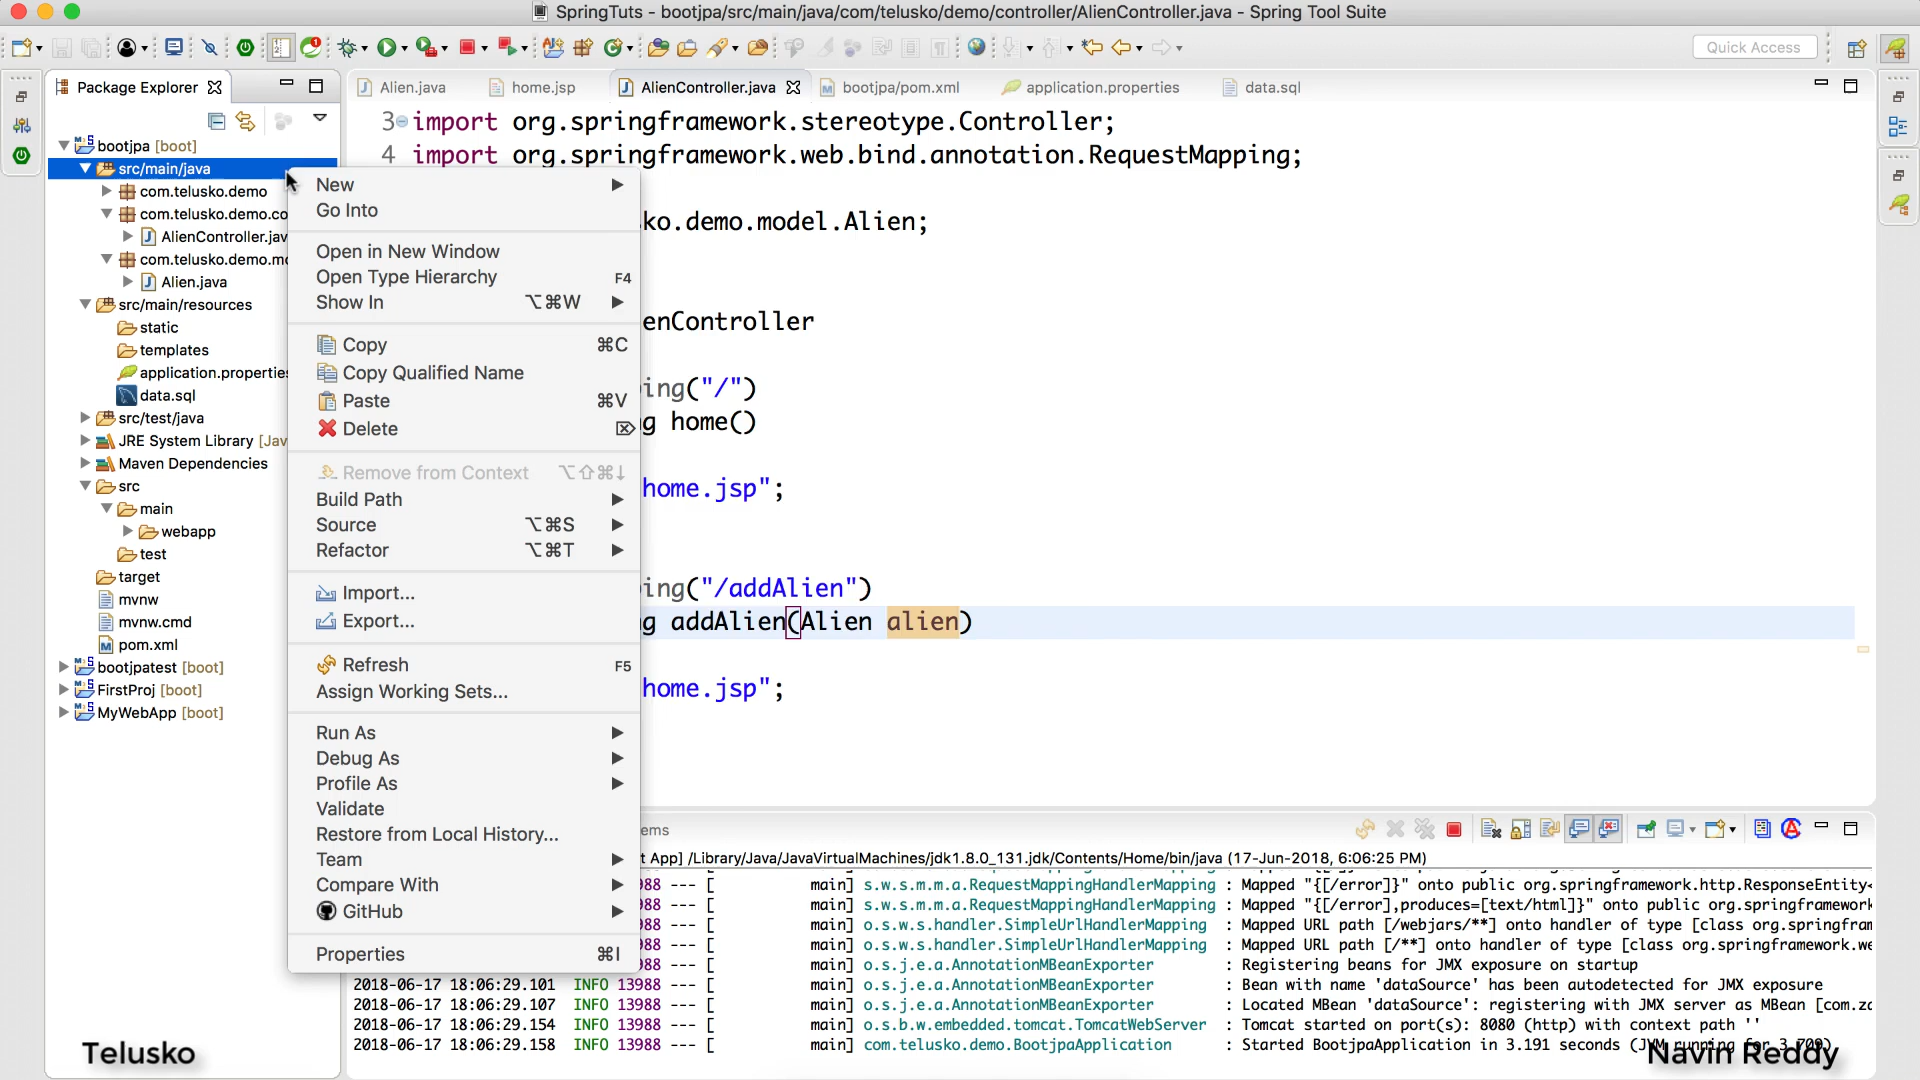 SpringTuts - bootjpa/src/main/java/com/telusko/demo/controller/AlienController.java - Spring Tool Suite
Quick Access
Package Explorer
Alien.java
home.jsp
AlienController.java
bootjpa/pom.xml
application.properties
data.sql
bootjpa [boot]
src/main/java
com.telusko.demo
com.telusko.demo.co
AlienController.jav
com.telusko.demo.mo
Alien.java
src/main/resources
static
templates
application.properties
data.sql
src/test/java
JRE System Library [Jav
Maven Dependencies
src
main
webapp
test
target
mvnw
mvnw.cmd
pom.xml
bootjpatest [boot]
FirstProj [boot]
MyWebApp [boot]
New
Go Into
Open in New Window
Open Type Hierarchy F4
Show In ⌥⌘W
Copy ⌘C
Copy Qualified Name
Paste ⌘V
Delete ⌦
Remove from Context ⌥⇧⌘↓
Build Path
Source ⌥⌘S
Refactor ⌥⌘T
Import...
Export...
Refresh F5
Assign Working Sets...
Run As
Debug As
Profile As
Validate
Restore from Local History...
Team
Compare With
GitHub
Properties ⌘I
3 import org.springframework.stereotype.Controller;
4 import org.springframework.web.bind.annotation.RequestMapping;
ko.demo.model.Alien;
enController
ing("/")
g home()
home.jsp";
ing("/addAlien")
g addAlien(Alien alien)
home.jsp";
ems
t App] /Library/Java/JavaVirtualMachines/jdk1.8.0_131.jdk/Contents/Home/bin/java (17-Jun-2018, 6:06:25 PM)
988 --- [ main] s.w.s.m.m.a.RequestMappingHandlerMapping : Mapped "{[/error]}" onto public org.springframework.http.ResponseEntity<
988 --- [ main] s.w.s.m.m.a.RequestMappingHandlerMapping : Mapped "{[/error],produces=[text/html]}" onto public org.springframework
988 --- [ main] o.s.w.s.handler.SimpleUrlHandlerMapping : Mapped URL path [/webjars/**] onto handler of type [class org.springfram
988 --- [ main] o.s.w.s.handler.SimpleUrlHandlerMapping : Mapped URL path [/**] onto handler of type [class org.springframework.we
988 --- [ main] o.s.j.e.a.AnnotationMBeanExporter : Registering beans for JMX exposure on startup
2018-06-17 18:06:29.101 INFO 13988 --- [ main] o.s.j.e.a.AnnotationMBeanExporter : Bean with name 'dataSource' has been autodetected for JMX exposure
2018-06-17 18:06:29.107 INFO 13988 --- [ main] o.s.j.e.a.AnnotationMBeanExporter : Located MBean 'dataSource': registering with JMX server as MBean [com.za
2018-06-17 18:06:29.154 INFO 13988 --- [ main] o.s.b.w.embedded.tomcat.TomcatWebServer : Tomcat started on port(s): 8080 (http) with context path ''
2018-06-17 18:06:29.158 INFO 13988 --- [ main] com.telusko.demo.BootjpaApplication : Started BootjpaApplication in 3.191 seconds (JVM running for 3.709)
Telusko
Navin Reddy